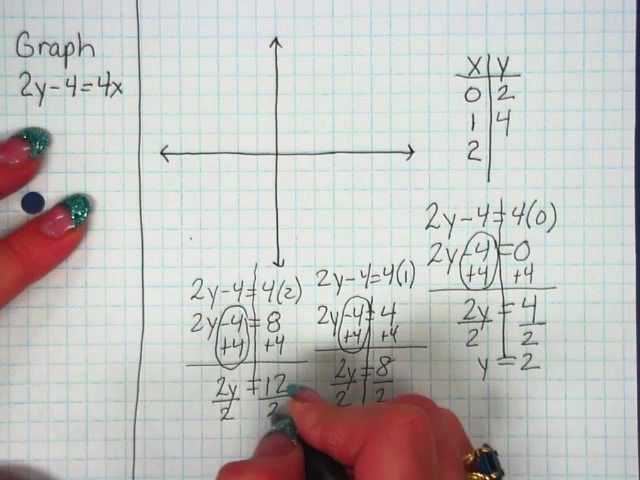 Graph
2y-4=4x
X Y
0 2
1 4
2
2y-4=4(0)
2y-4=0
+4 +4
2y=4
2 2
y=2
2y-4=4(1)
2y-4=4
+4 +4
2y=8
2 2
2y-4=4(2)
2y-4=8
+4 +4
2y=12
2 2